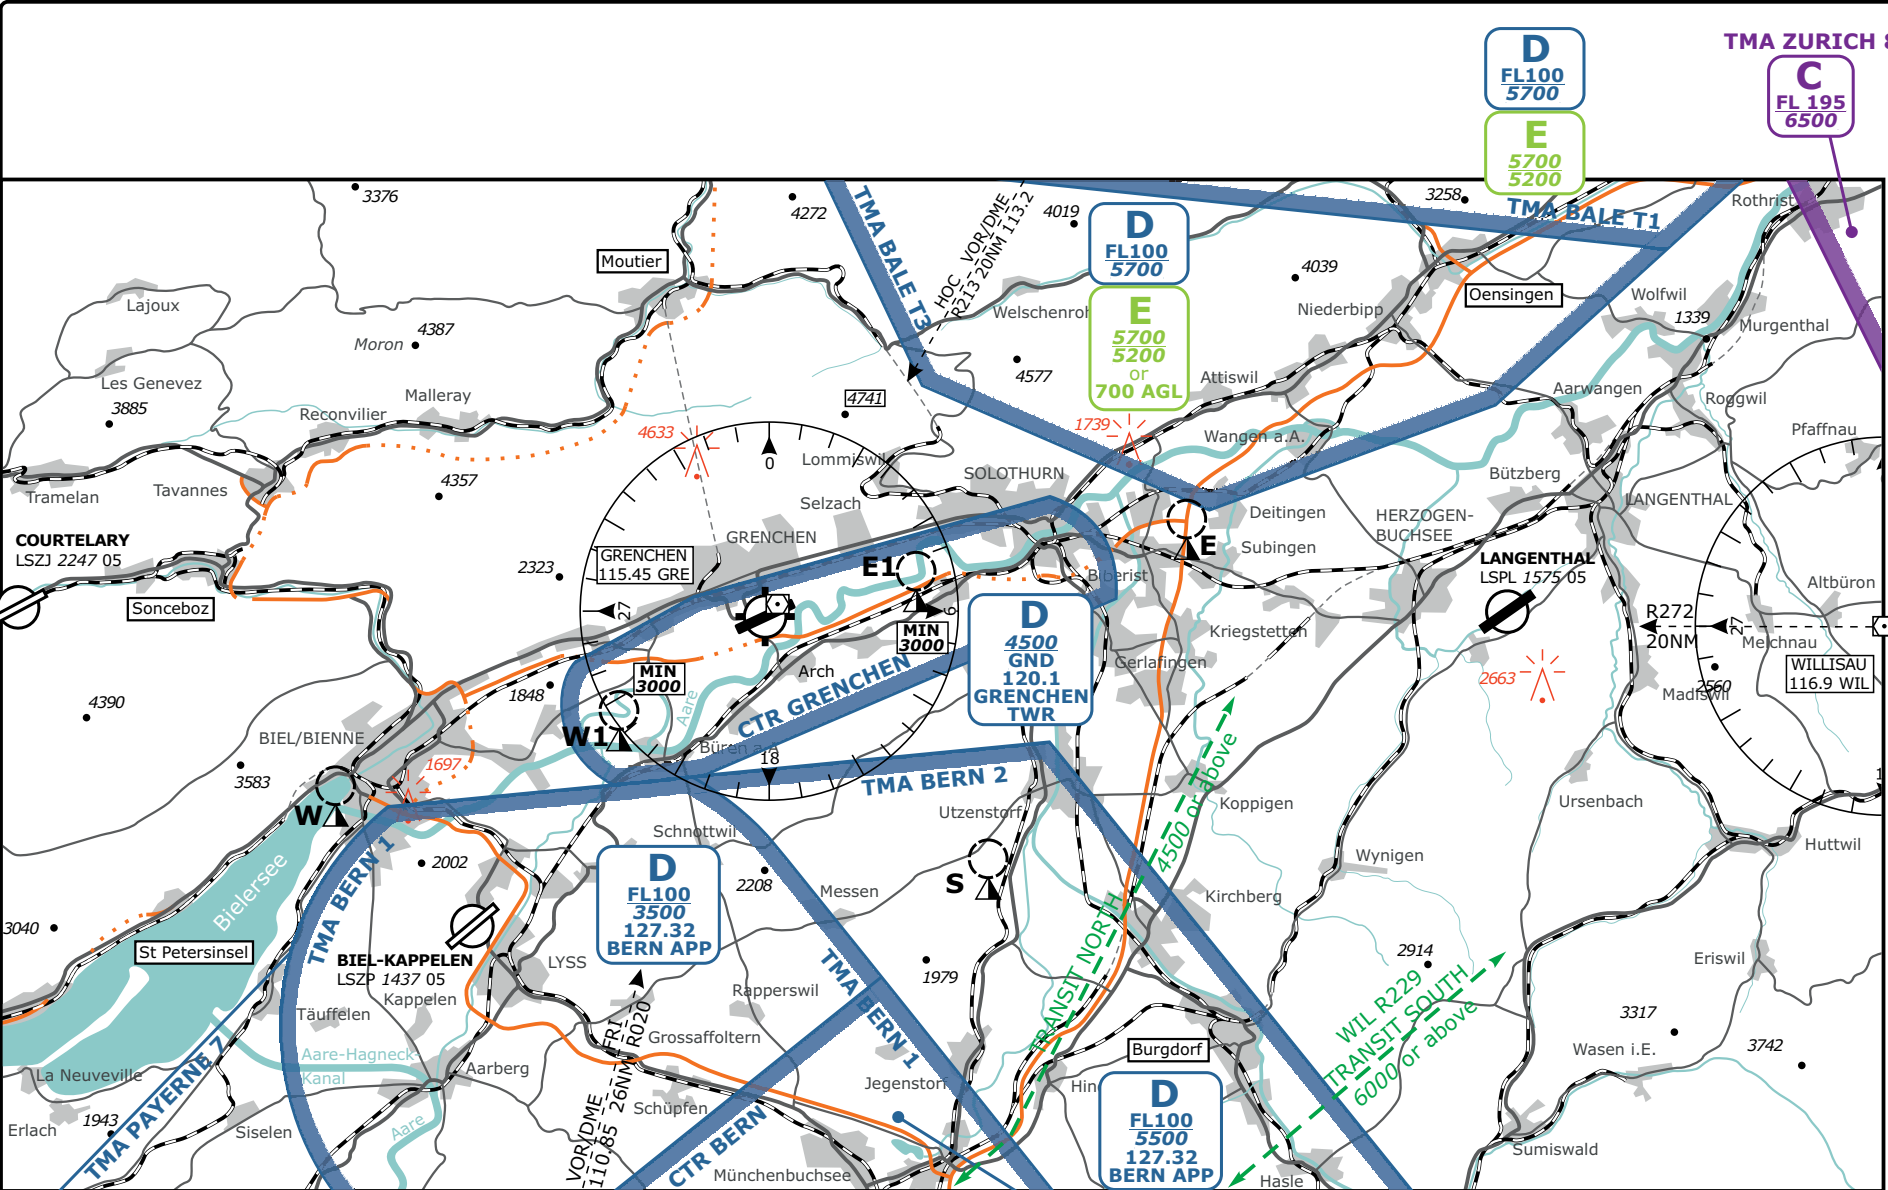 D
FL100
5700
E
5700
5200
TMA ZURICH 8
C
FL 195
6500
3376
4272
4019
3258
Rothrist
TMA BALE T1
TMA BALE T3
HOC VOR/DME
R213 20NM 113.2
D
FL100
5700
E
5700
5200
or
700 AGL
Moutier
4039
Oensingen
Wolfwil
1339
Murgenthal
Niederbipp
Lajoux
Welschenroh
Moron
4387
Les Genevez
3885
Malleray
Reconvilier
4741
4577
Attiswil
Aarwangen
Roggwil
Pfaffnau
4633
0
1739
Wangen a.A.
Lommiswil
SOLOTHURN
Bützberg
LANGENTHAL
Tramelan
Tavannes
4357
Selzach
Deitingen
HERZOGEN-
BUCHSEE
Subingen
E
COURTELARY
LSZJ 2247 05
GRENCHEN
GRENCHEN
115.45 GRE
E1
2323
Biberist
LANGENTHAL
LSPL 1575 05
Altbüron
Sonceboz
27
6
R272
20NM
27
Melchnau
WILLISAU
116.9 WIL
MIN
3000
D
4500
GND
120.1
GRENCHEN
TWR
Kriegstetten
Gerlafingen
MIN
3000
Arch
CTR GRENCHEN
2663
2560
Madiswil
4390
1848
Aare
W1
Büren a.A
18
BIEL/BIENNE
3583
1697
TMA BERN 2
4500 or above
Koppigen
Ursenbach
Utzenstorf
W
Schnottwil
Huttwil
TMA BERN 1
2002
D
FL100
3500
127.32
BERN APP
2208
Messen
S
Wynigen
Kirchberg
Bielersee
3040
St Petersinsel
BIEL-KAPPELEN
LSZP 1437 05
Kappelen
LYSS
TMA BERN 1
1979
TRANSIT NORTH
2914
Eriswil
Rapperswil
Täuffelen
WIL R229
TRANSIT SOUTH
6000 or above
3317
Grossaffoltern
Aare-Hagneck-
Kanal
Burgdorf
Wasen i.E.
3742
La Neuveville
Aarberg
Jegenstorf
Hin
VOR/DME FRI
110.85 26NM R020
D
FL100
5500
127.32
BERN APP
Schüpfen
TMA PAYERNE 7
1943
Erlach
Siselen
Aare
CTR BERN
Münchenbuchsee
Sumiswald
Hasle